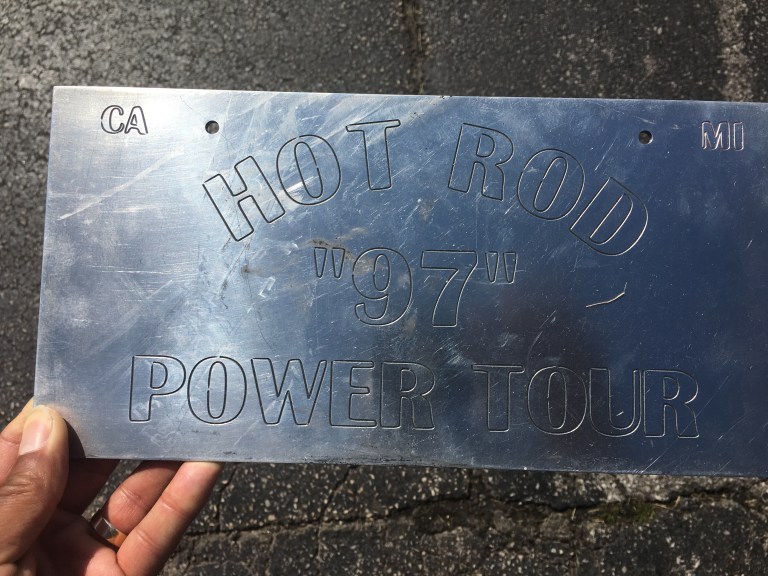 CA MI
HOT ROD
"97"
POWER TOUR